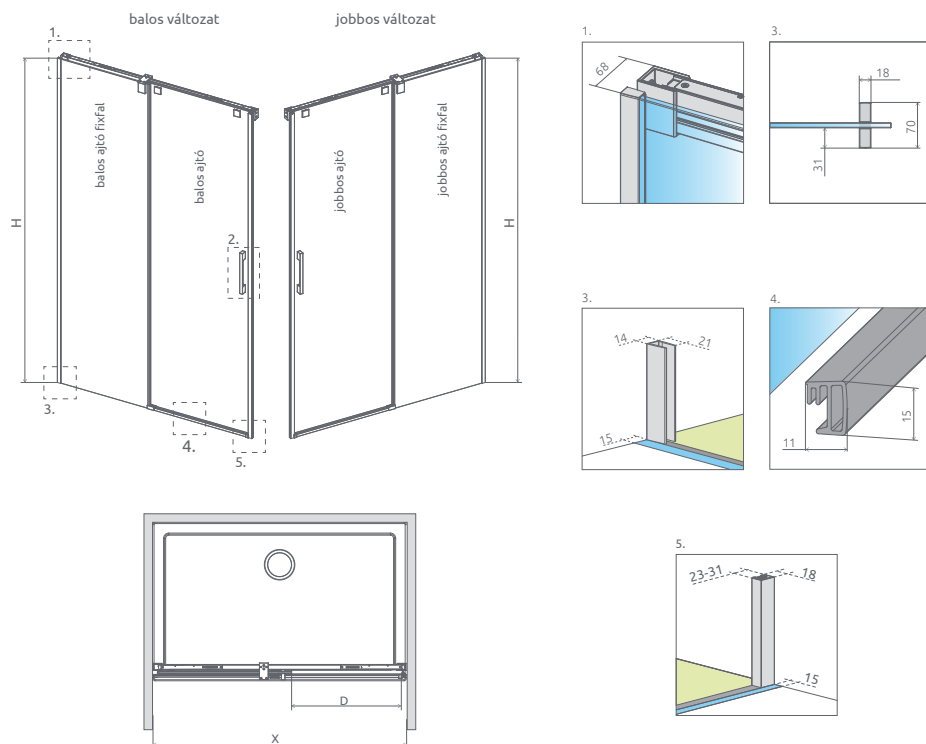 balos változat
jobbos változat
1.
balos ajtó fixfal
balos ajtó
jobbos ajtó
jobbos ajtó fixfal
H
H
2.
3.
4.
5.
1.
68
3.
18
70
31
3.
14
21
15
4.
15
11
D
X
5.
23-31
18
15